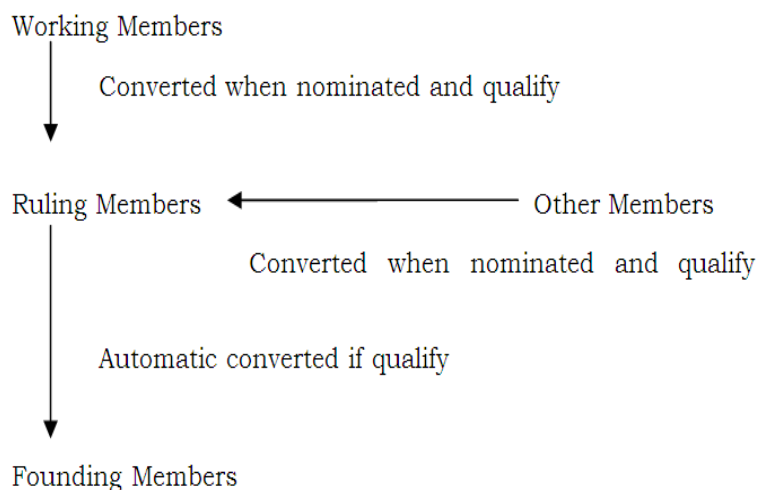 Working Members
Converted when nominated and qualify
Ruling Members
Other Members
Converted when nominated and qualify
Automatic converted if qualify
Founding Members